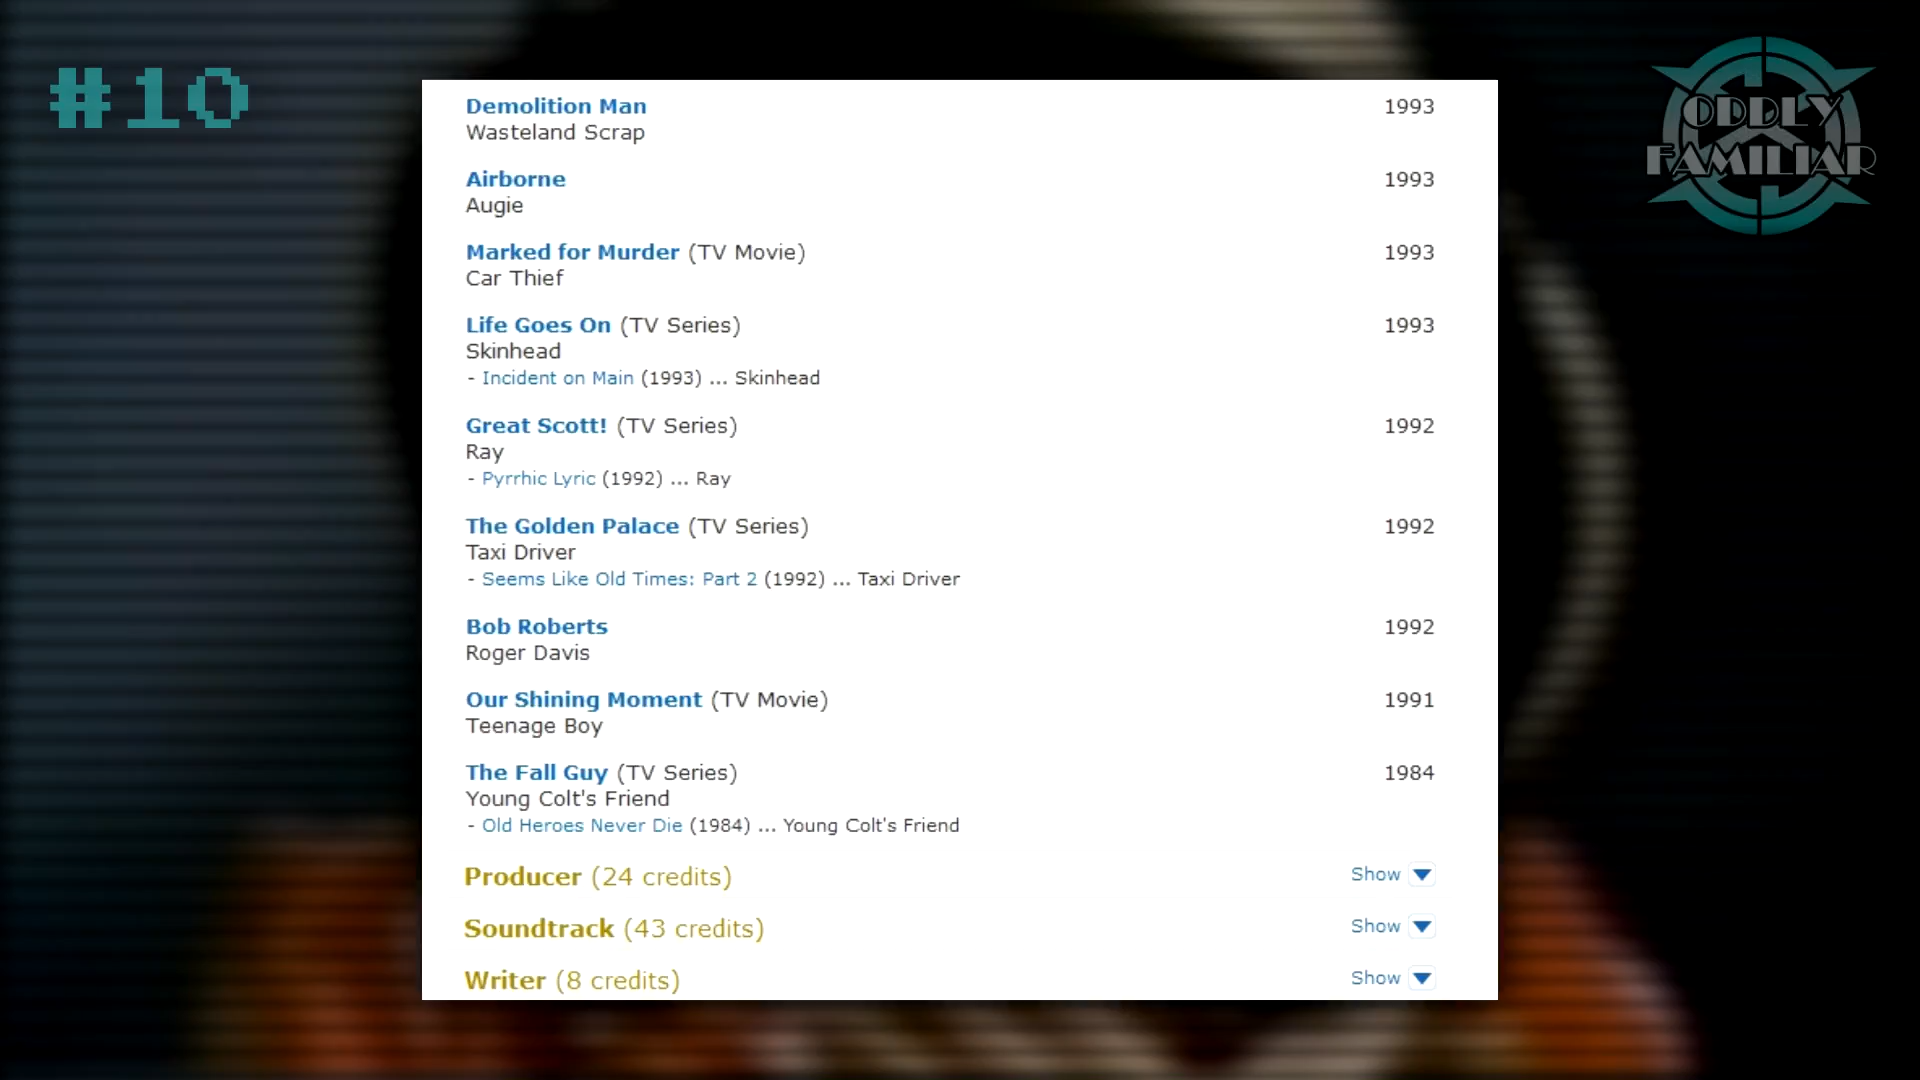 #10
ODDLY
FAMILIAR
Demolition Man 1993
Wasteland Scrap
Airborne 1993
Augie
Marked for Murder (TV Movie) 1993
Car Thief
Life Goes On (TV Series) 1993
Skinhead
- Incident on Main (1993) ... Skinhead
Great Scott! (TV Series) 1992
Ray
- Pyrrhic Lyric (1992) ... Ray
The Golden Palace (TV Series) 1992
Taxi Driver
- Seems Like Old Times: Part 2 (1992) ... Taxi Driver
Bob Roberts 1992
Roger Davis
Our Shining Moment (TV Movie) 1991
Teenage Boy
The Fall Guy (TV Series) 1984
Young Colt's Friend
- Old Heroes Never Die (1984) ... Young Colt's Friend
Producer (24 credits) Show
Soundtrack (43 credits) Show
Writer (8 credits) Show